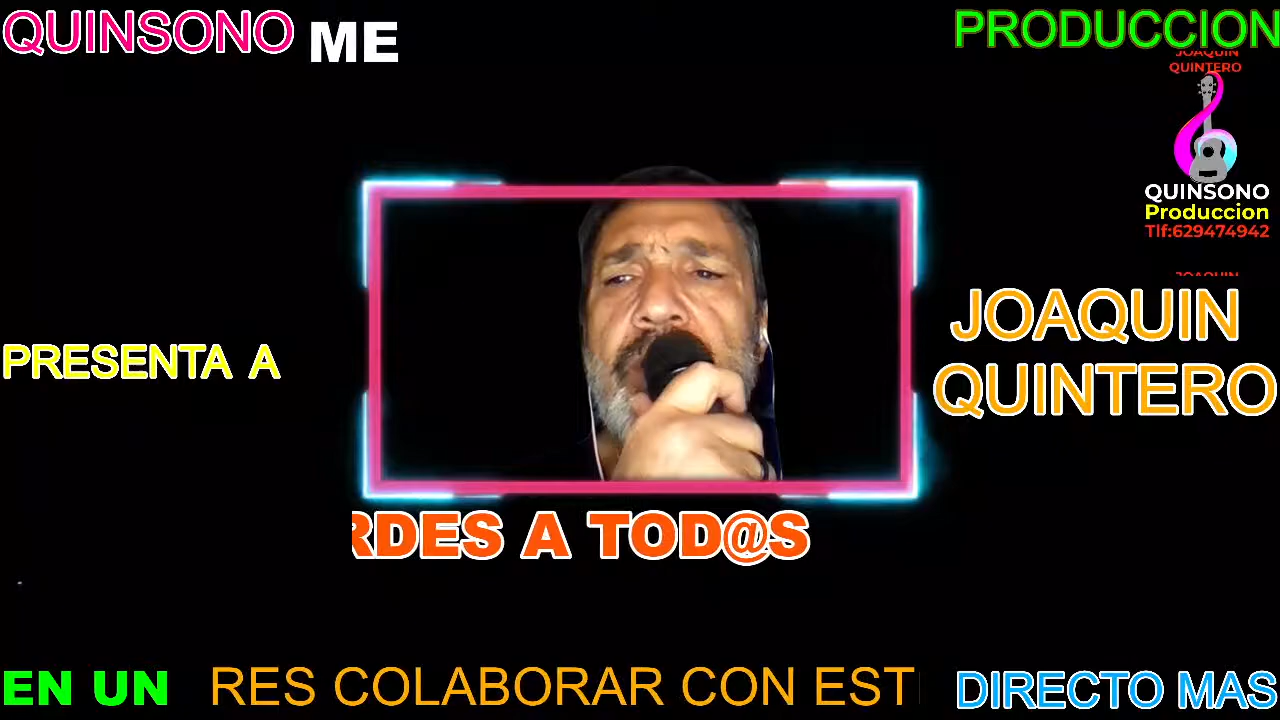 QUINSONO
ME
PRODUCCION
JOAQUIN
QUINTERO
QUINSONO
Produccion
Tlf:629474942
JOAQUIN
JOAQUIN
QUINTERO
PRESENTA A
RDES A TOD@S
EN UN
RES COLABORAR CON EST
DIRECTO MAS